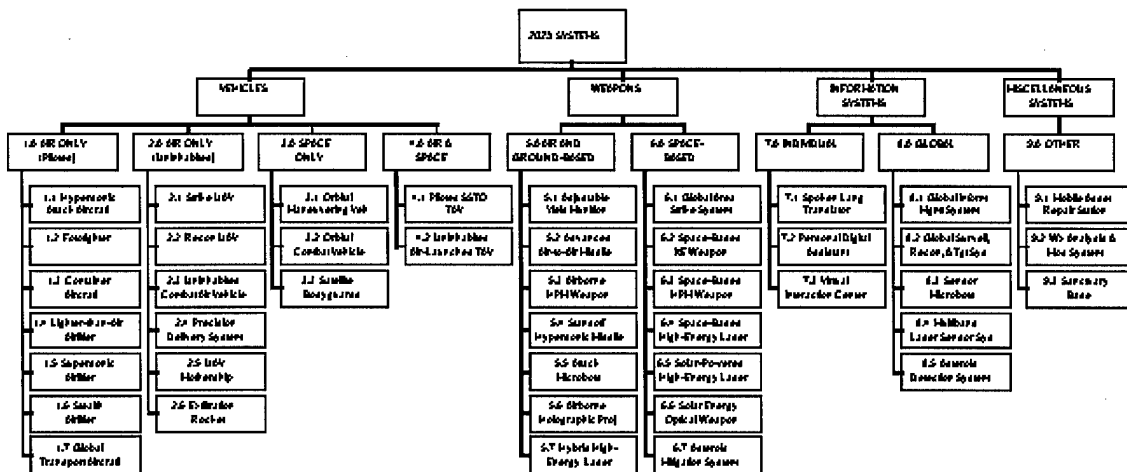 2025 SYSTEMS
VEHICLES
WEAPONS
INFORMATION
SYSTEMS
MISCELLANEOUS
SYSTEMS
1.0 AIR ONLY
(Piloted)
2.0 AIR ONLY
(Uninhabited)
3.0 SPACE
ONLY
4.0 AIR &
SPACE
5.0 AIR AND
GROUND-BASED
6.0 SPACE-
BASED
7.0 INDIVIDUAL
8.0 GLOBAL
9.0 OTHER
1.1 Hypersonic
Attack Aircraft
1.2 Fotofighter
1.3 Container
Aircraft
1.4 Lighter-than-Air
Airlifter
1.5 Supersonic
Airlifter
1.6 Stealth
Airlifter
1.7 Global
Transport Aircraft
2.1 Strike UAV
2.2 Recon UAV
2.3 Uninhabited
Combat Air Vehicle
2.4 Precision
Delivery System
2.5 UAV
Mothership
2.6 Exfiltration
Rocket
3.1 Orbital
Maneuvering Veh
3.2 Orbital
Combat Vehicle
3.3 Satellite
Bodyguards
4.1 Piloted SSTO
TAV
4.2 Uninhabited
Air-Launched TAV
5.1 Adjustable
Yield Munition
5.2 Advanced
Air-to-Air Missile
5.3 Airborne
HPM Weapon
5.4 Standoff
Hypersonic Missile
5.5 Attack
Microbots
5.6 Airborne
Holographic Proj
5.7 Hybrid High-
Energy Laser
6.1 Global Area
Strike System
6.2 Space-Based
KE Weapon
6.3 Space-Based
HPM Weapon
6.4 Space-Based
High-Energy Laser
6.5 Solar-Powered
High-Energy Laser
6.6 Solar Energy
Optical Weapon
6.7 Asteroid
Mitigation System
7.1 Spoken Lang
Translator
7.2 Personal Digital
Assistant
7.3 Virtual
Interaction Center
8.1 Global Inform
Mgmt System
8.2 Global Surveil,
Recon, & Tgt Sys
8.3 Sensor
Microbots
8.4 Multiband
Laser Sensor Sys
8.5 Asteroid
Detection System
9.1 Mobile Asset
Repair Station
9.2 Wx Analysis &
Mod System
9.3 Sanctuary
Base